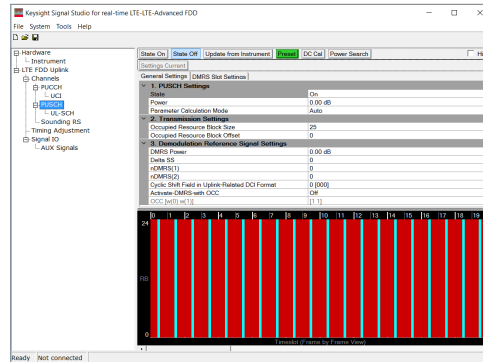 Keysight Signal Studio for real-time LTE-LTE-Advanced FDD
File System Tools Help
State On State Off Update from Instrument Preset DC Cal Power Search Hi
Settings Current
General Settings DMRS Slot Settings
Hardware
Instrument
LTE FDD Uplink
Channels
PUCCH
UCI
PUSCH
UL-SCH
Sounding RS
Timing Adjustment
Signal IO
AUX Signals
1. PUSCH Settings
State On
Power 0.00 dB
Parameter Calculation Mode Auto
2. Transmission Settings
Occupied Resource Block Size 25
Occupied Resource Block Offset 0
3. Demodulation Reference Signal Settings
DMRS Power 0.00 dB
Delta SS 0
nDMRS(1) 0
nDMRS(2) 0
Cyclic Shift Field in Uplink-Related DCI Format 0 [000]
Activate-DMRS-with OCC Off
OCC [w(0) w(1)] [1 1]
0 1 2 3 4 5 6 7 8 9 10 11 12 13 14 15 16 17 18 19
24
RB
0
Timeslot (Frame by Frame View)
Ready Not connected